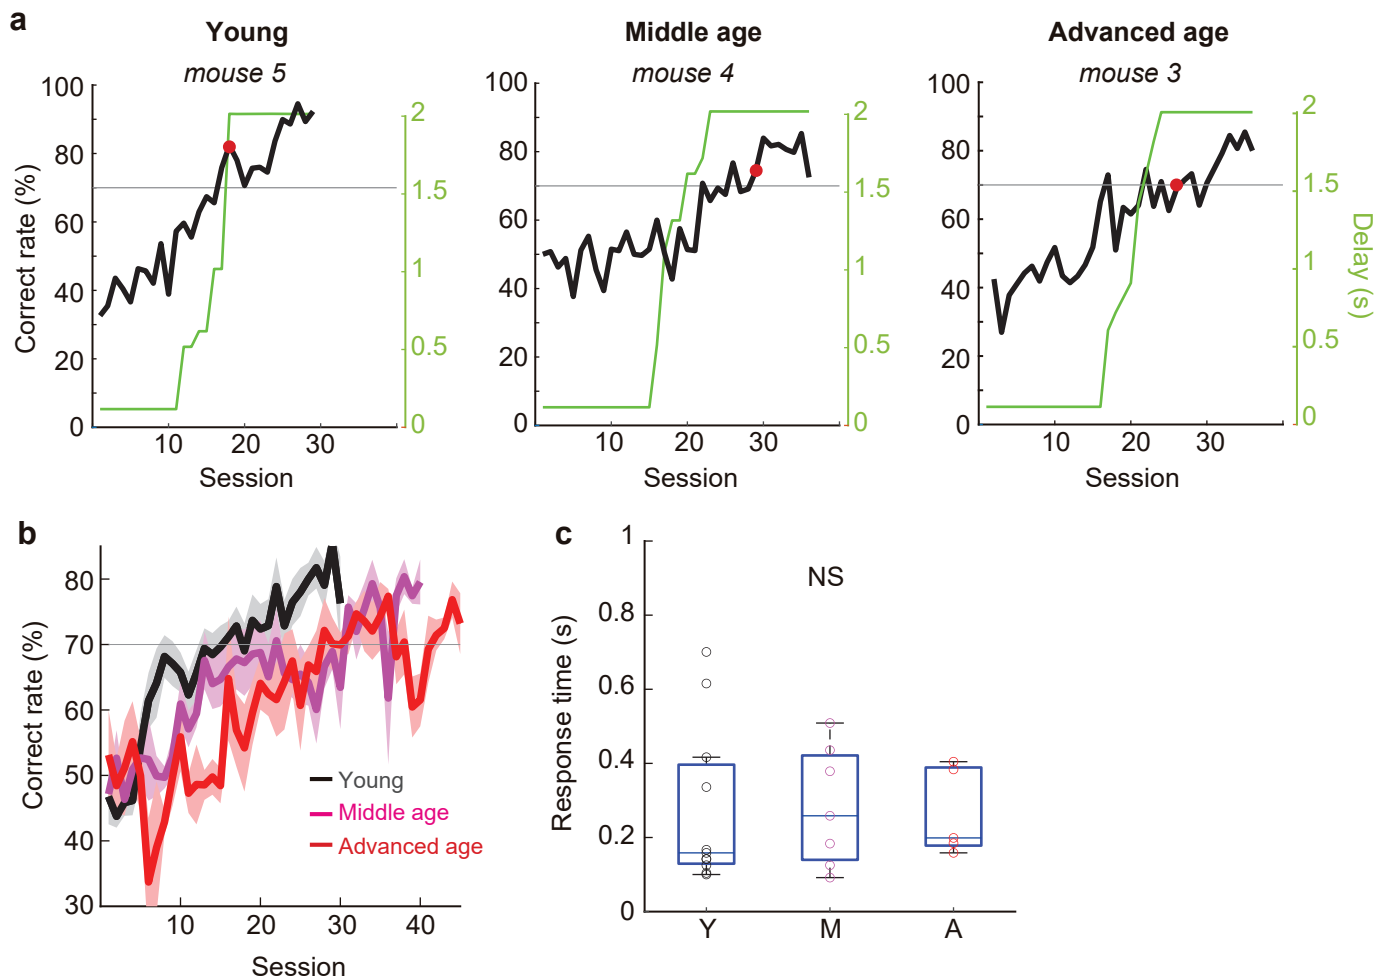 a
Young
Middle age
Advanced age
mouse 5
mouse 4
mouse 3
100
80
60
40
20
0
10
20
30
2
1.5
1
0.5
0
Correct rate (%)
Session
100
80
60
40
20
0
10
20
30
2
1.5
1
0.5
0
Session
100
80
60
40
20
0
10
20
30
2
1.5
1
0.5
0
Session
Delay (s)
b
80
70
60
50
40
30
10
20
30
40
Correct rate (%)
Session
Young
Middle age
Advanced age
c
1
0.8
0.6
0.4
0.2
0
Response time (s)
NS
Y
M
A